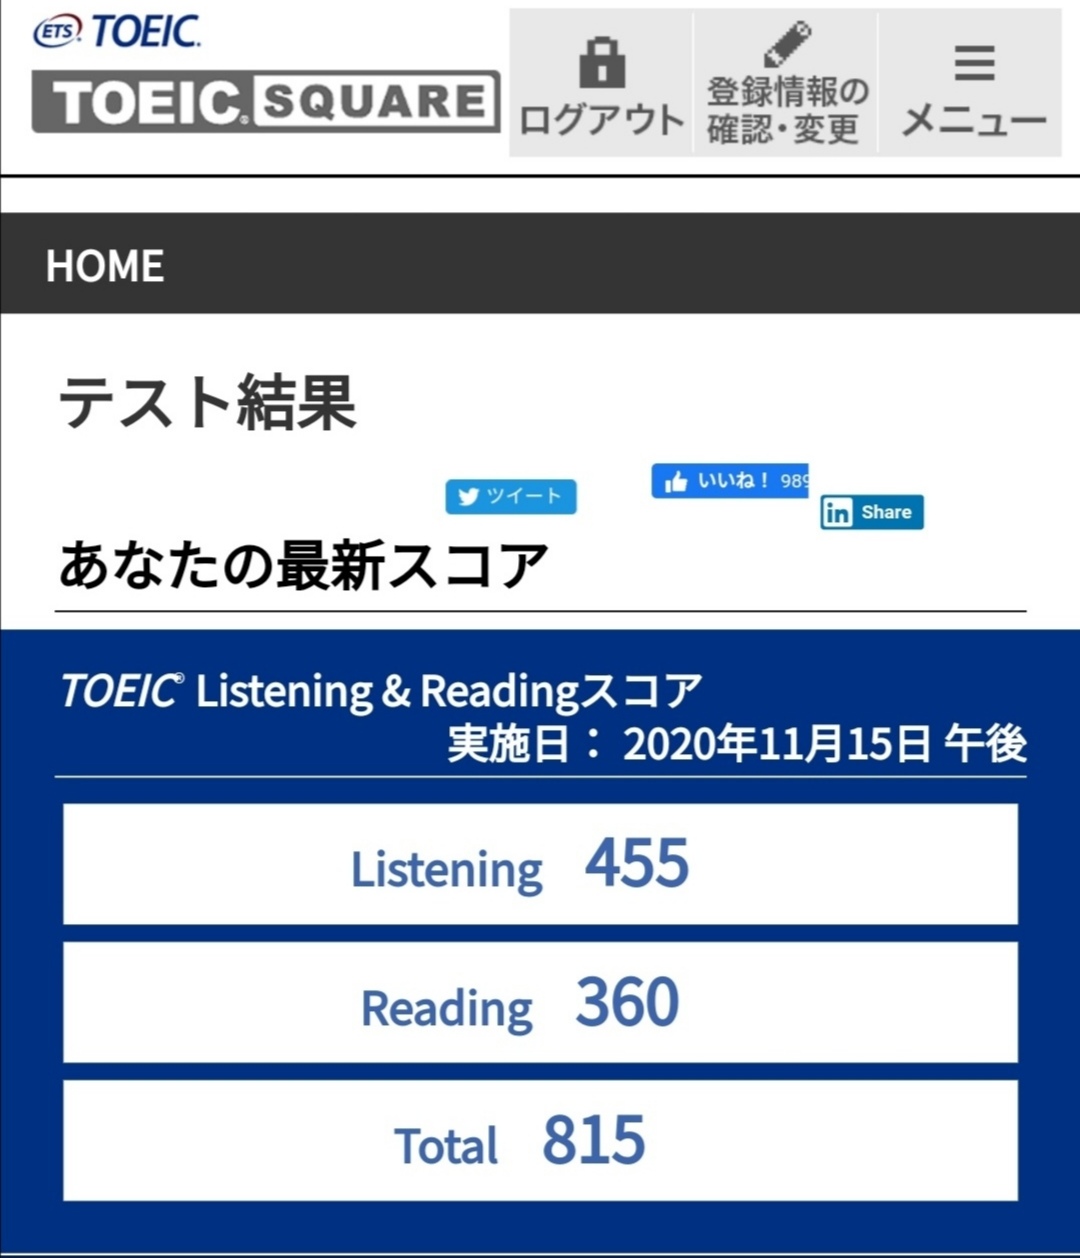 ETS TOEIC.
TOEIC SQUARE
ログアウト
登録情報の
確認・変更
メニュー
HOME
テスト結果
ツイート
いいね！ 989
in Share
あなたの最新スコア
TOEIC® Listening & Readingスコア
実施日： 2020年11月15日 午後
Listening 455
Reading 360
Total 815